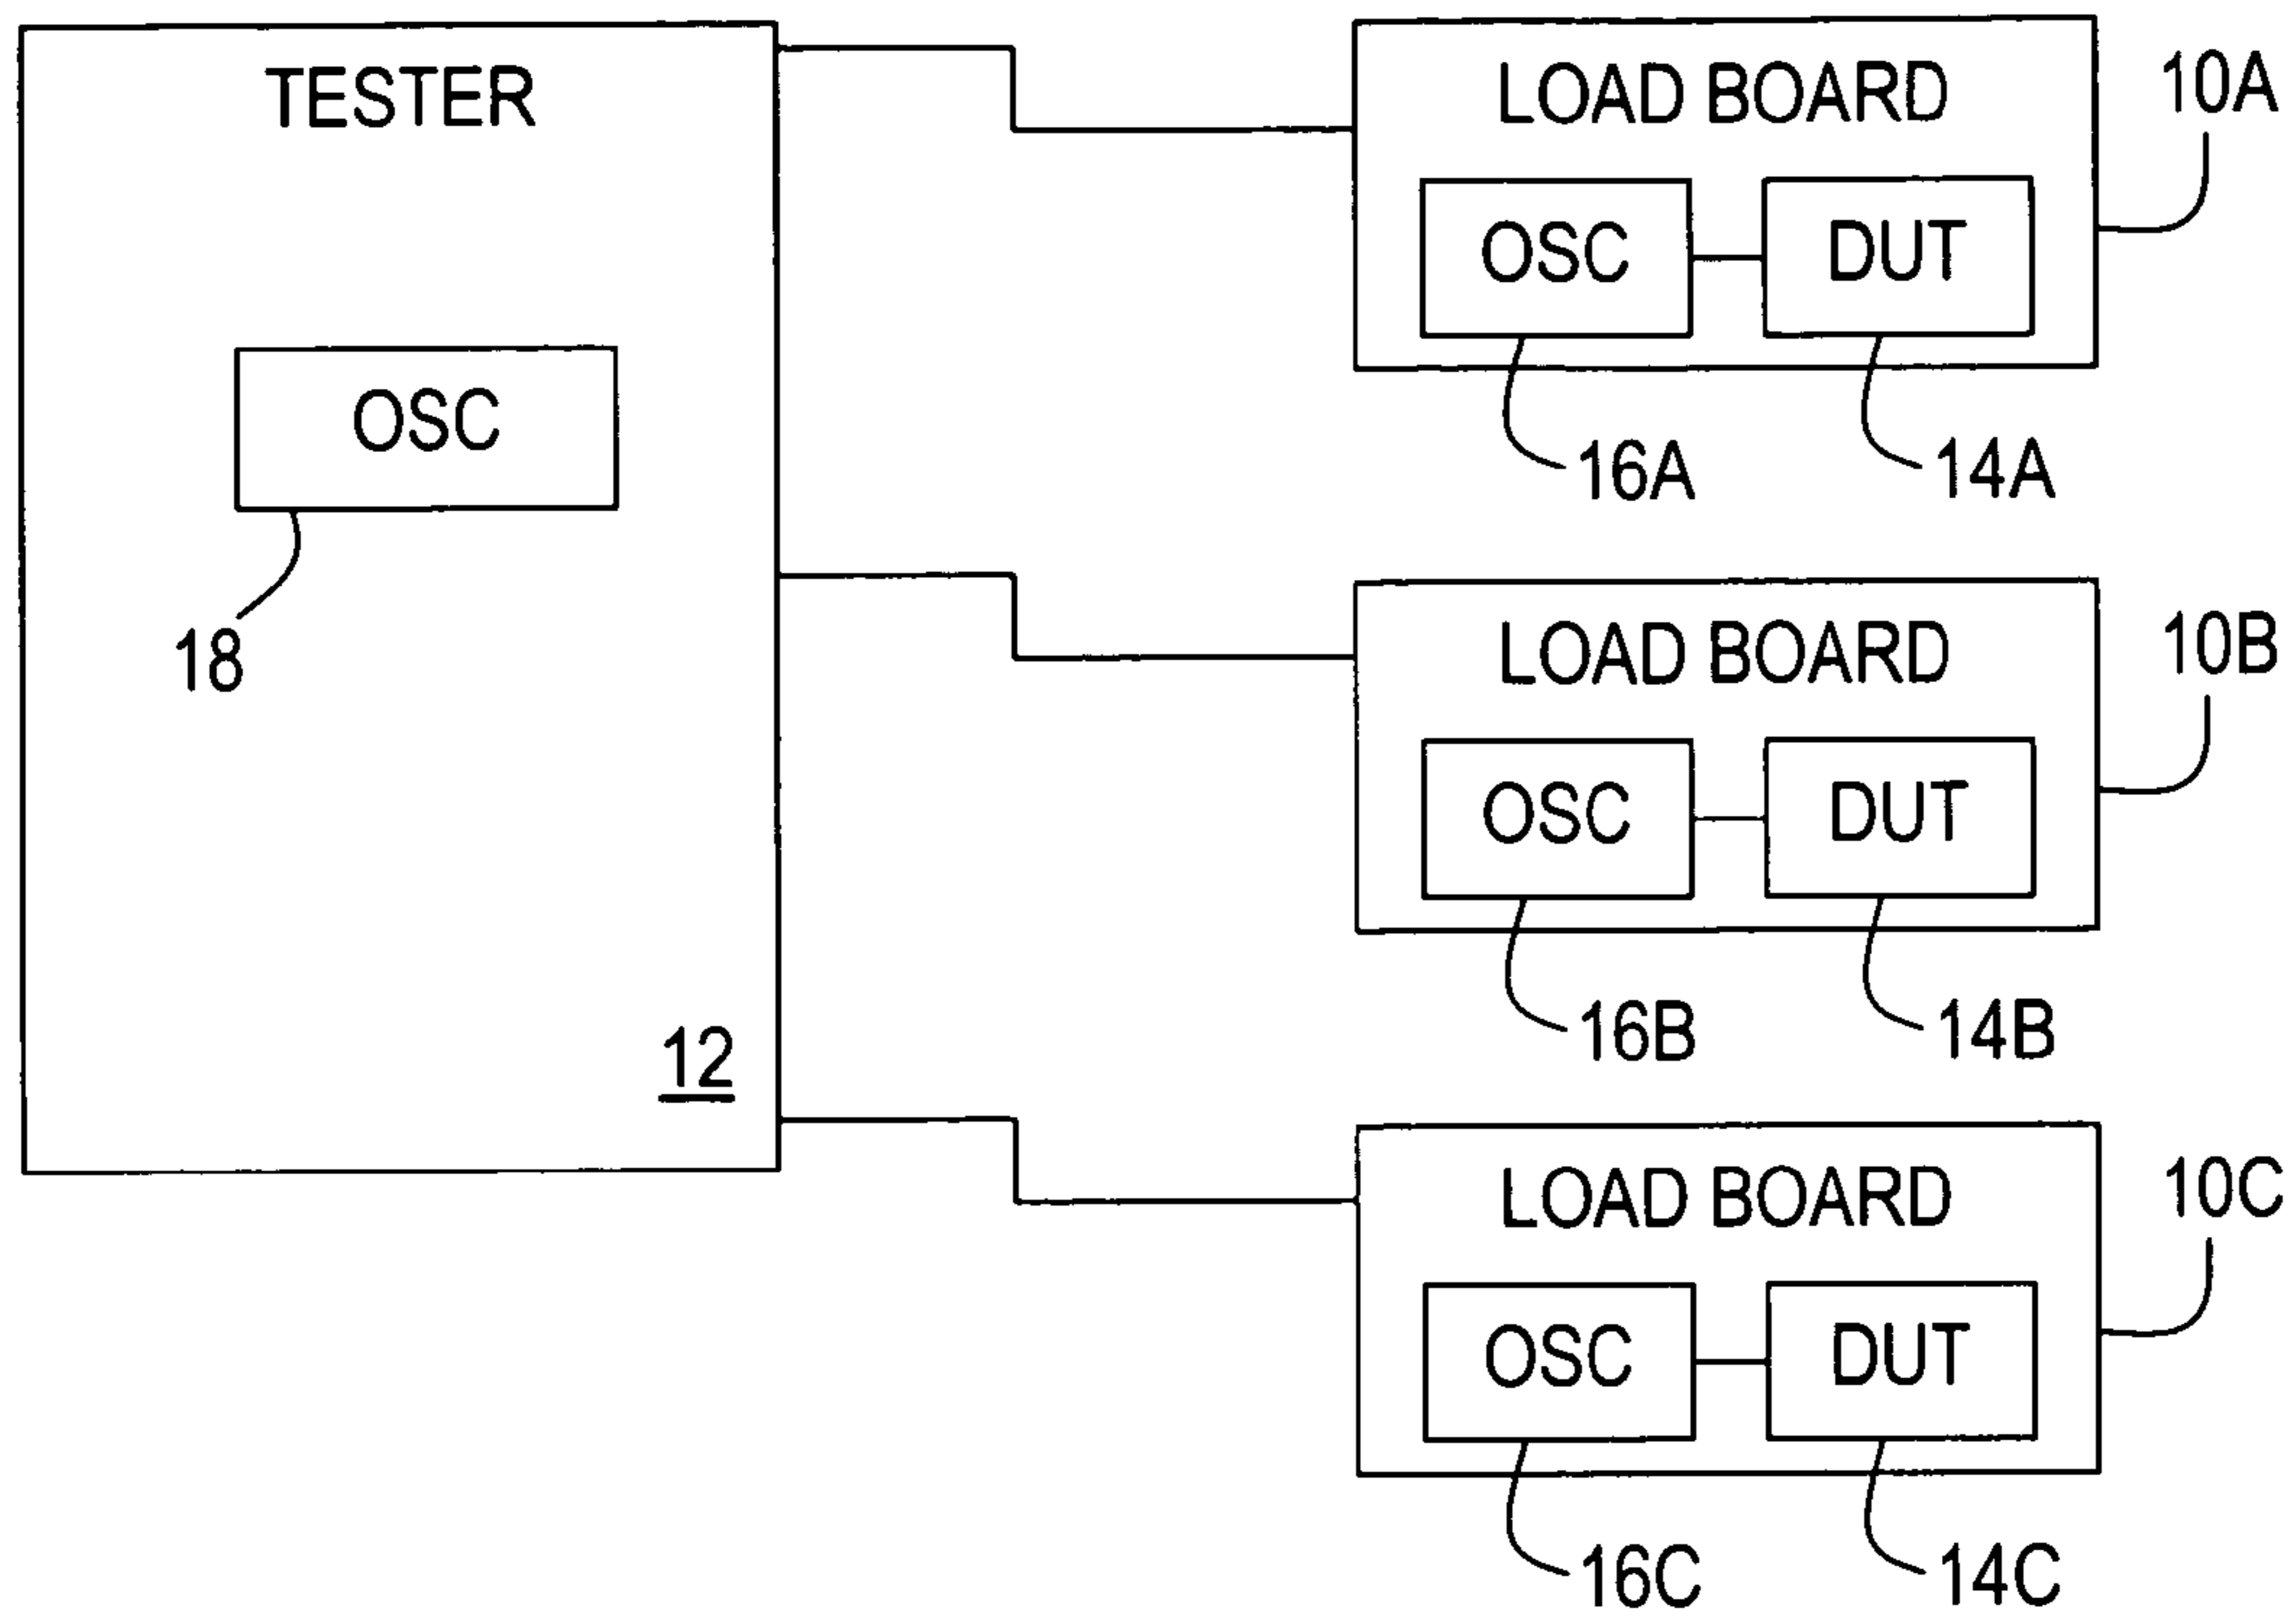 TESTER
OSC
18
12
LOAD BOARD
10A
OSC
DUT
16A
14A
LOAD BOARD
10B
OSC
DUT
16B
14B
LOAD BOARD
10C
OSC
DUT
16C
14C